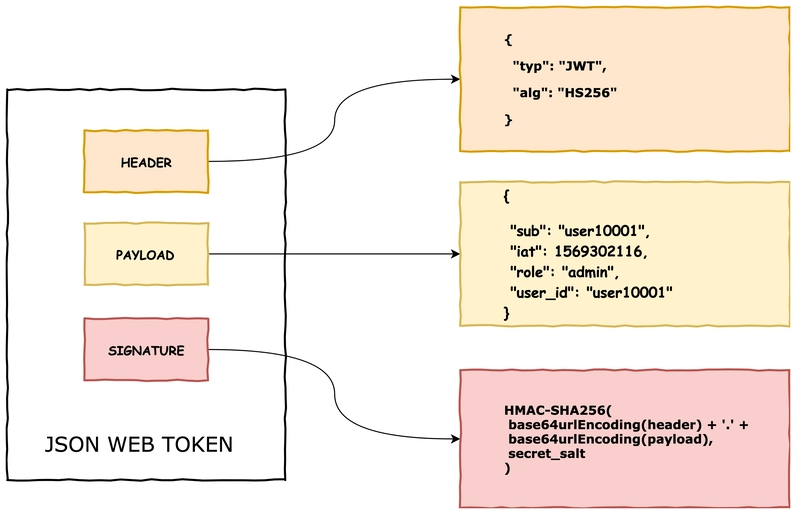 HEADER
PAYLOAD
SIGNATURE
JSON WEB TOKEN
{
"typ": "JWT",
"alg": "HS256"
}
{
"sub": "user10001",
"iat": 1569302116,
"role": "admin",
"user_id": "user10001"
}
HMAC-SHA256(
base64urlEncoding(header) + '.' +
base64urlEncoding(payload),
secret_salt
)